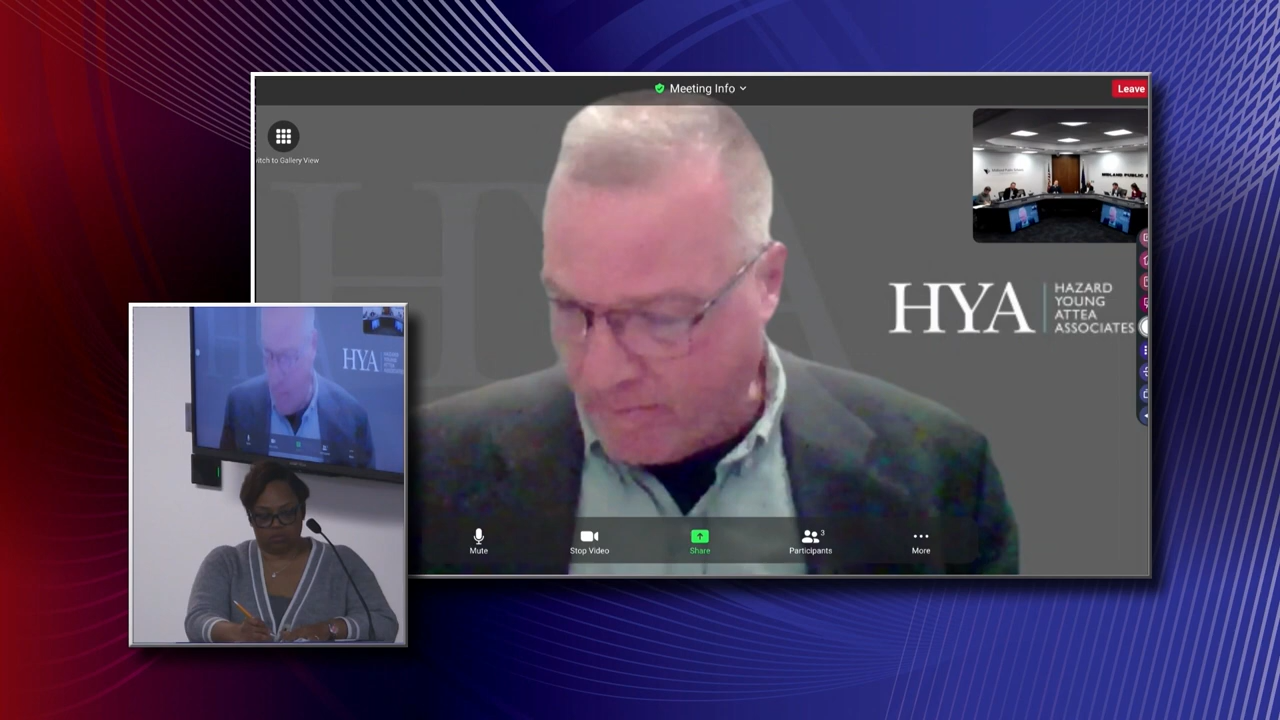 Meeting Info
Leave
itch to Gallery View
HYA
HAZARD
YOUNG
ATTEA
ASSOCIATES
Mute
Stop Video
Share
Participants
3
More
HYA